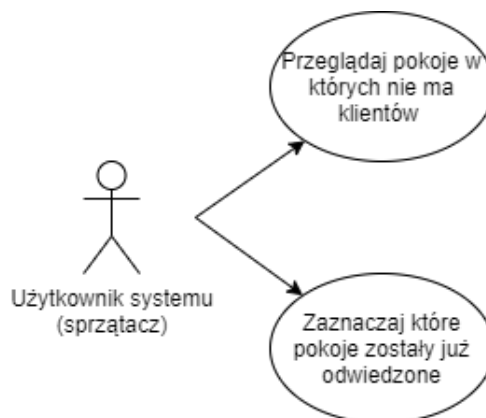 Przeglądaj pokoje w
których nie ma
klientów
Użytkownik systemu
(sprzątacz)
Zaznaczaj które
pokoje zostały już
odwiedzone